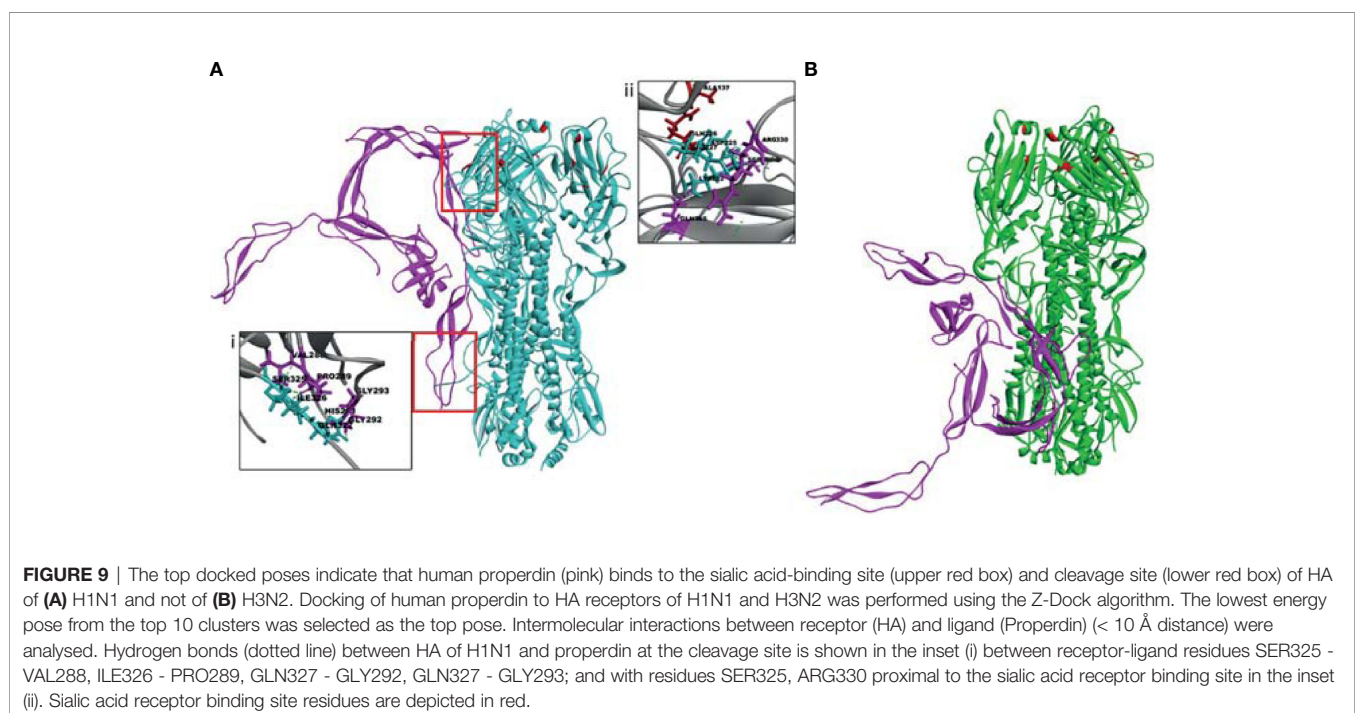 A
B
ii
ALA137
ARG330
i
VAL288
SER325
PRO289
ILE326
GLY293
GLY292
FIGURE 9 | The top docked poses indicate that human properdin (pink) binds to the sialic acid-binding site (upper red box) and cleavage site (lower red box) of HA
of (A) H1N1 and not of (B) H3N2. Docking of human properdin to HA receptors of H1N1 and H3N2 was performed using the Z-Dock algorithm. The lowest energy
pose from the top 10 clusters was selected as the top pose. Intermolecular interactions between receptor (HA) and ligand (Properdin) (< 10 Å distance) were
analysed. Hydrogen bonds (dotted line) between HA of H1N1 and properdin at the cleavage site is shown in the inset (i) between receptor-ligand residues SER325 -
VAL288, ILE326 - PRO289, GLN327 - GLY292, GLN327 - GLY293; and with residues SER325, ARG330 proximal to the sialic acid receptor binding site in the inset
(ii). Sialic acid receptor binding site residues are depicted in red.